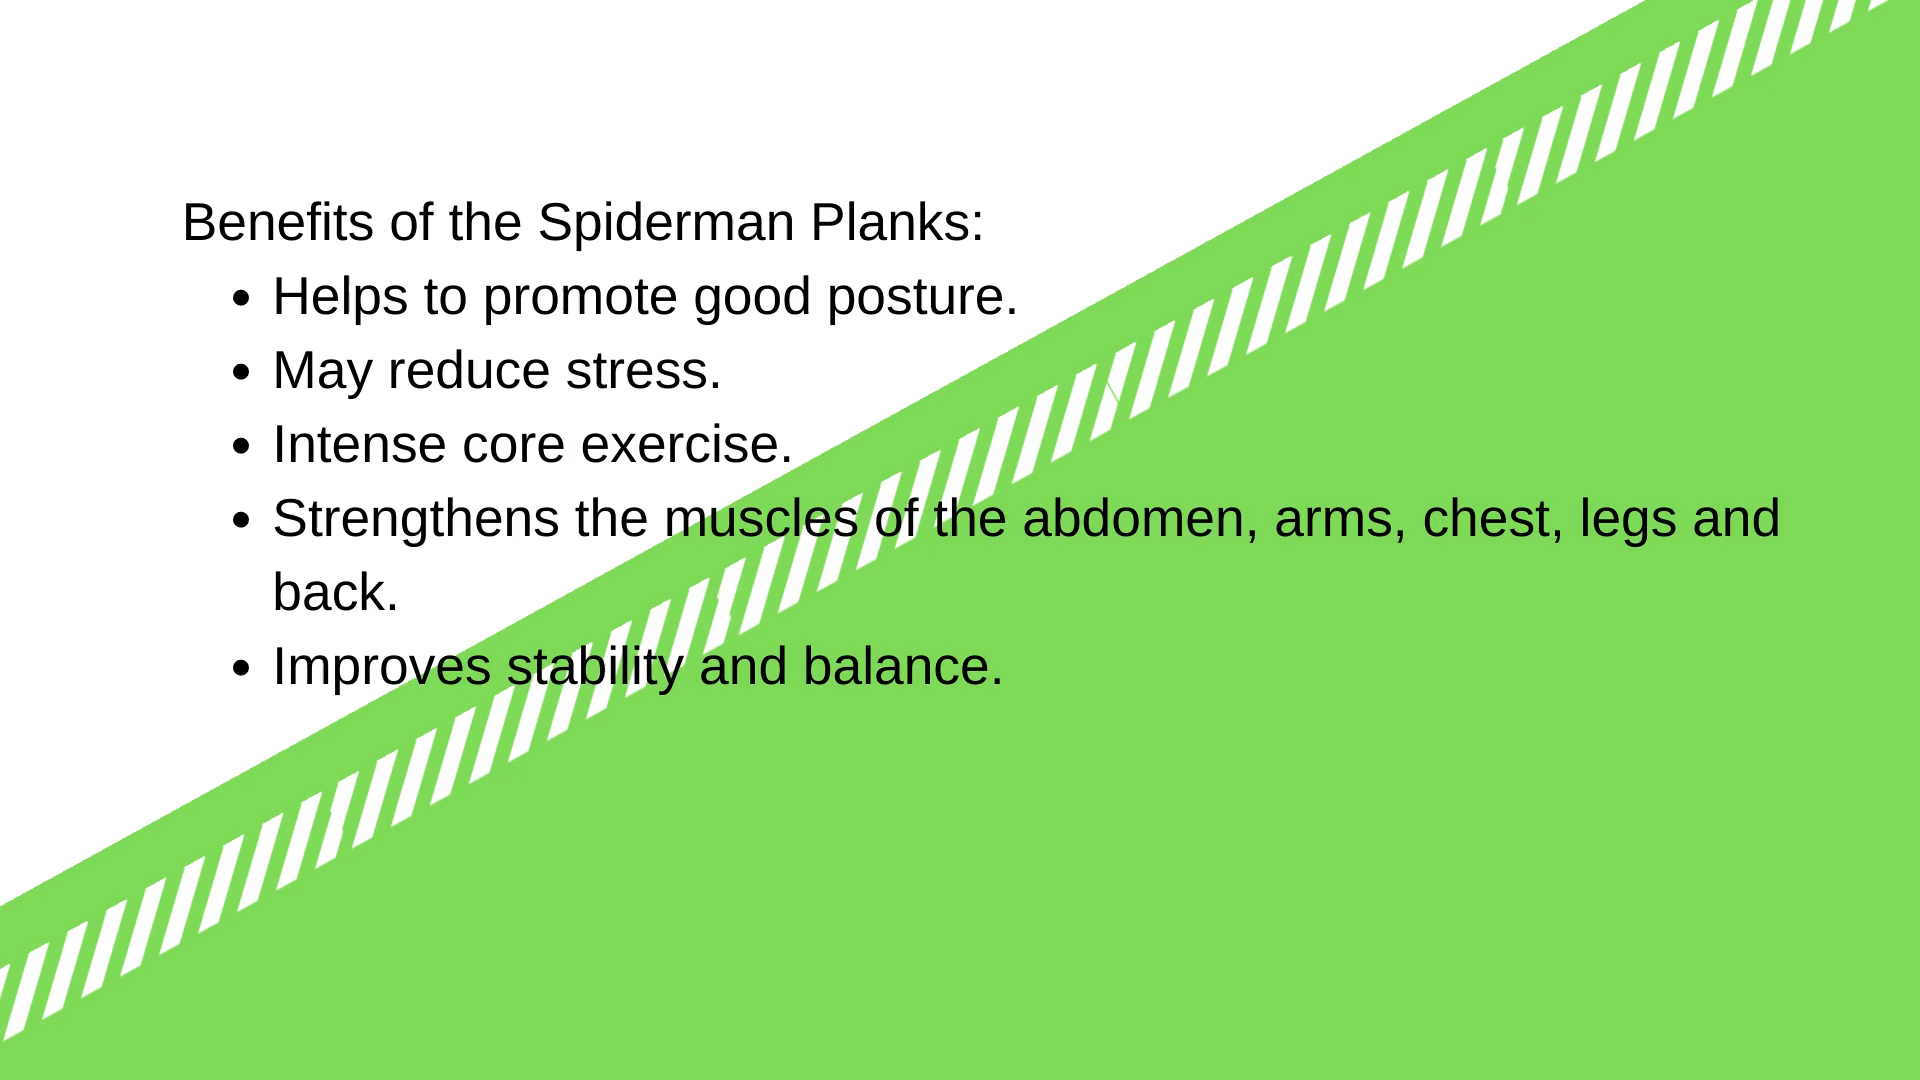 Benefits of the Spiderman Planks:
• Helps to promote good posture.
• May reduce stress.
• Intense core exercise.
• Strengthens the muscles of the abdomen, arms, chest, legs and
back.
• Improves stability and balance.